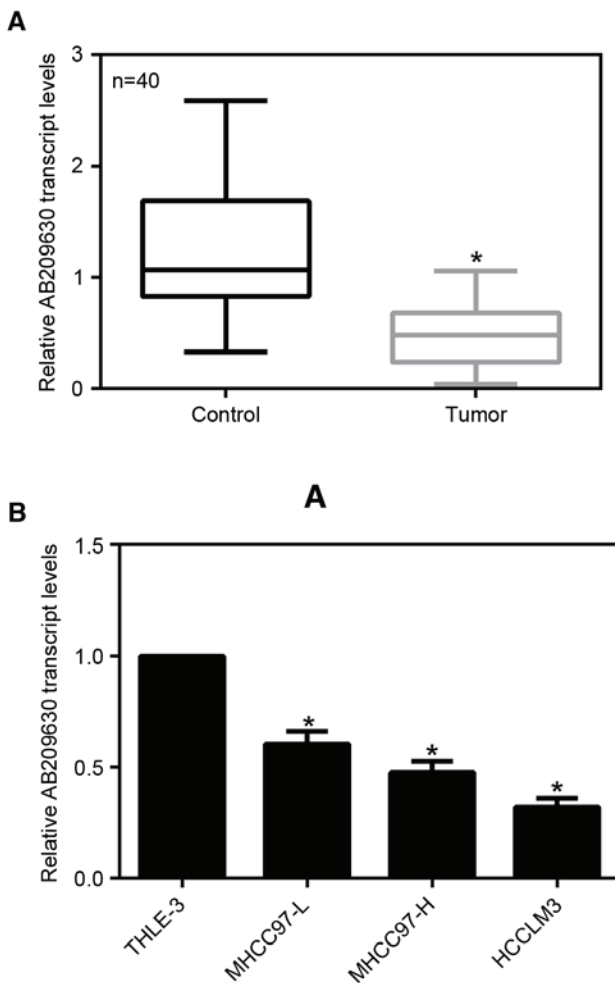 A
Relative AB209630 transcript levels
3
2
1
0
n=40
*
Control
Tumor
A
B
Relative AB209630 transcript levels
1.5
1.0
0.5
0.0
*
*
*
THLE-3
MHCC97-L
MHCC97-H
HCCLM3